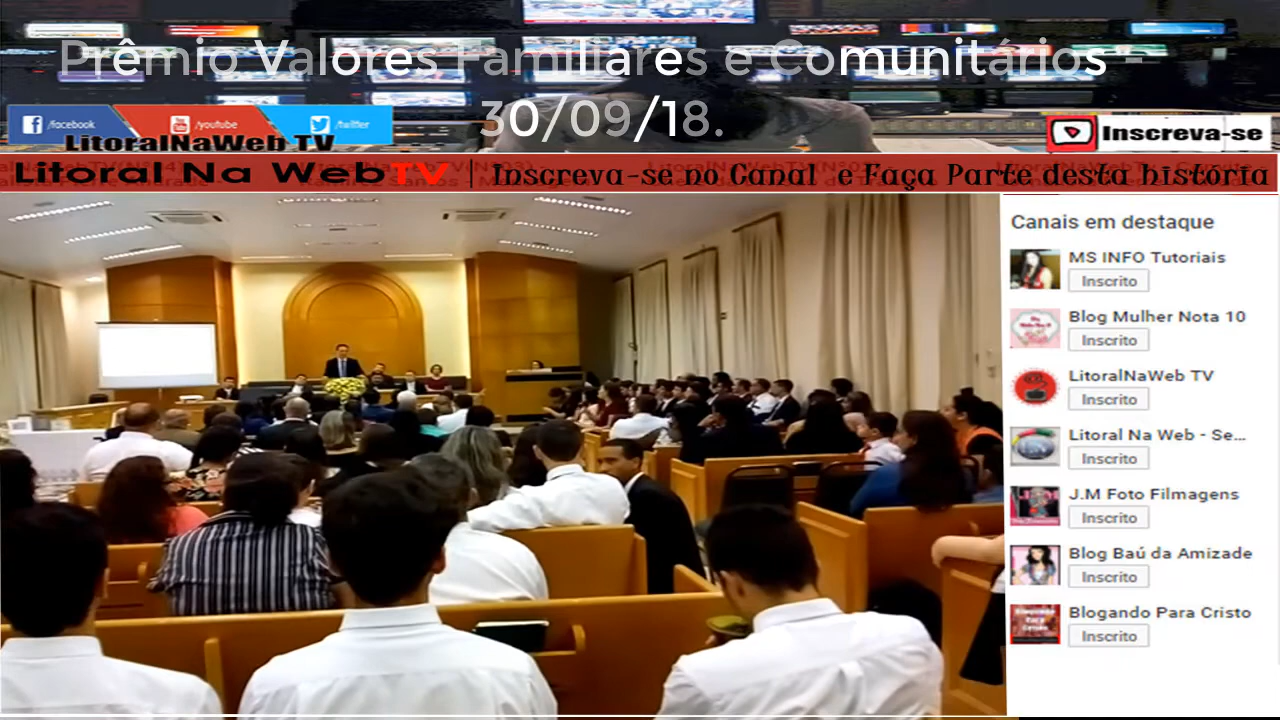 Prêmio Valores Familiares e Comunitários -
30/09/18.
/facebook
/youtube
/twitter
LitoralNaWeb TV
Inscreva-se
Litoral Na WebTV | Inscreva-se no Canal e Faça Parte desta história
Canais em destaque
MS INFO Tutoriais
Inscrito
Blog Mulher Nota 10
Inscrito
LitoralNaWeb TV
Inscrito
Litoral Na Web - Se...
Inscrito
J.M Foto Filmagens
Inscrito
Blog Baú da Amizade
Inscrito
Blogando Para Cristo
Inscrito